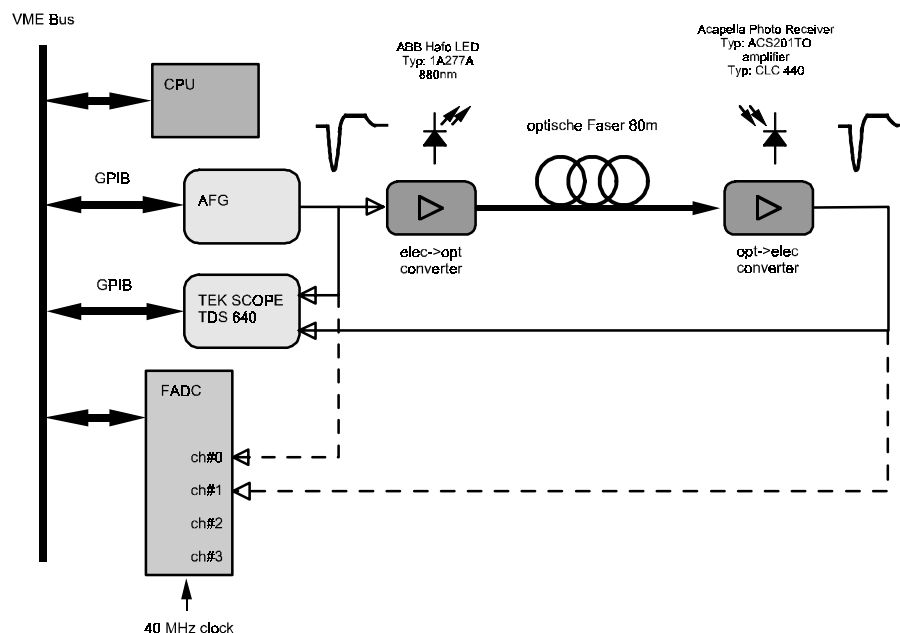 VME Bus
CPU
GPIB
AFG
GPIB
TEK SCOPE
TDS 640
FADC
ch#0
ch#1
ch#2
ch#3
40 MHz clock
ABB Hafo LED
Typ: 1A277A
880nm
elec->opt
converter
optische Faser 80m
Acapella Photo Receiver
Typ: ACS201TO
amplifier
Typ: CLC 440
opt->elec
converter